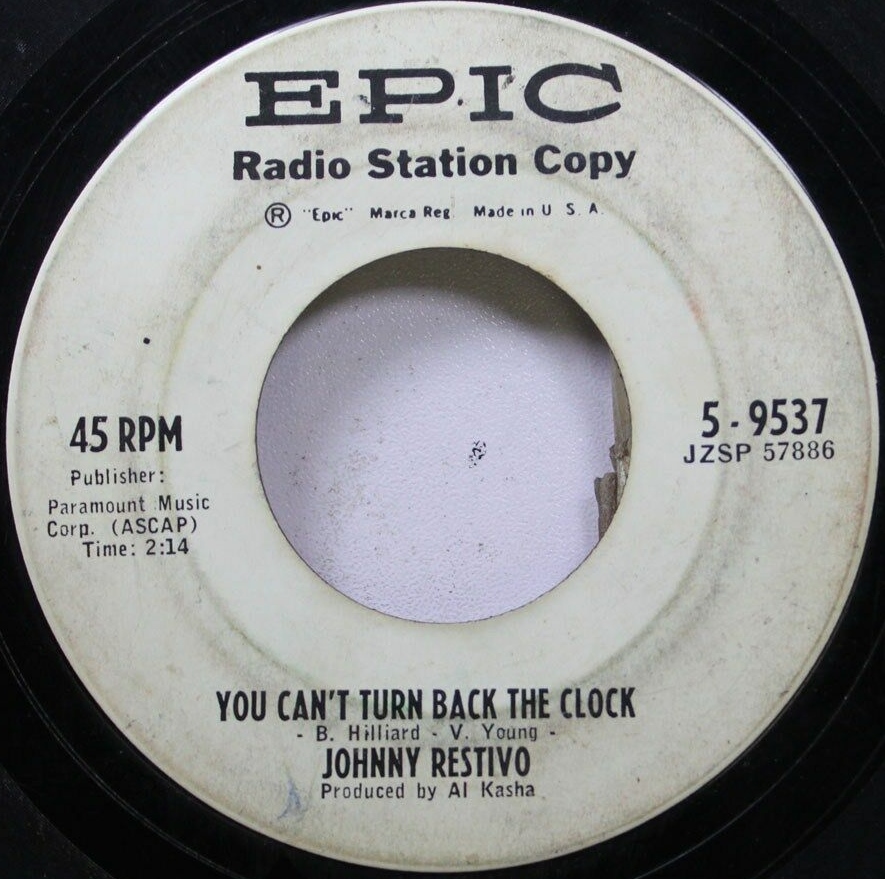 EPIC
Radio Station Copy
Ⓡ "Epic" Marca Reg. Made in U. S. A.
45 RPM
Publisher:
Paramount Music
Corp. (ASCAP)
Time: 2:14
5-9537
JZSP 57886
YOU CAN'T TURN BACK THE CLOCK
- B. Hilliard - V. Young -
JOHNNY RESTIVO
Produced by Al Kasha